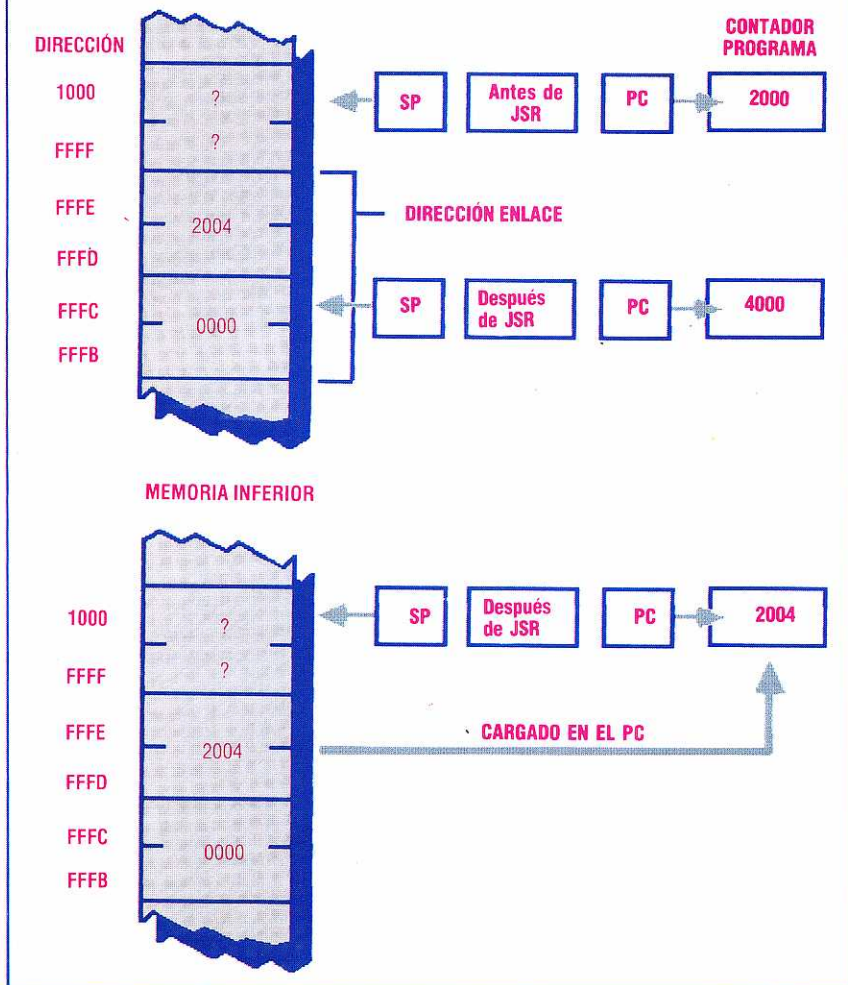 CONTADOR
PROGRAMA
DIRECCIÓN
1000
?
SP
Antes de
JSR
PC
2000
FFFF
?
FFFE
2004
DIRECCIÓN ENLACE
FFFD
FFFC
0000
SP
Después
de JSR
PC
4000
FFFB
MEMORIA INFERIOR
1000
?
SP
Después
de JSR
PC
2004
FFFF
?
FFFE
2004
CARGADO EN EL PC
FFFD
FFFC
0000
FFFB